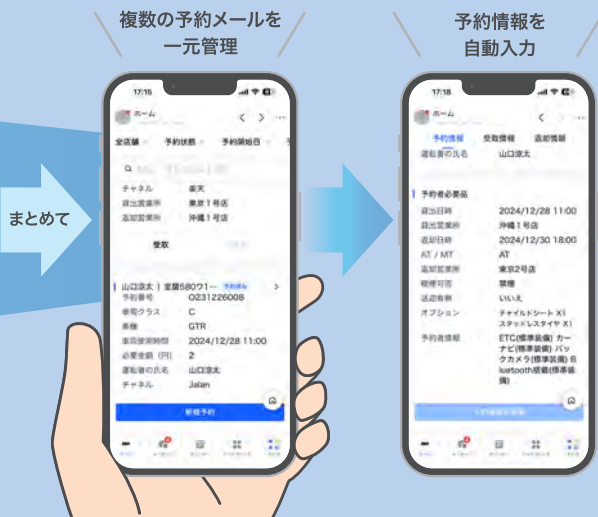 複数の予約メールを
一元管理
予約情報を
自動入力
まとめて
17:15
ホーム
全店舗
予約状態
予約開始日
チャネル
楽天
貸出営業所
東京1号店
返却営業所
沖縄1号店
受取
山口涼太 |
予約番号
0231226008
車両クラス
C
車種
GTR
車両使用時間
2024/12/28 11:00
必要金額 (円)
2
運転者の氏名
山口涼太
チャネル
Jalan
新規予約
17:18
ホーム
予約情報
受取情報
返却情報
運転者の氏名
山口涼太
予約者必要品
貸出日時
2024/12/28 11:00
貸出営業所
沖縄1号店
返却日時
2024/12/30 18:00
AT / MT
AT
返却営業所
東京2号店
喫煙可否
禁煙
送迎有無
いいえ
オプション
チャイルドシート X1
スタッドレスタイヤ X1
予約者情報
ETC(標準装備) カー
ナビ(標準装備) バッ
クカメラ(標準装備) B
luetooth搭載(標準装
備)